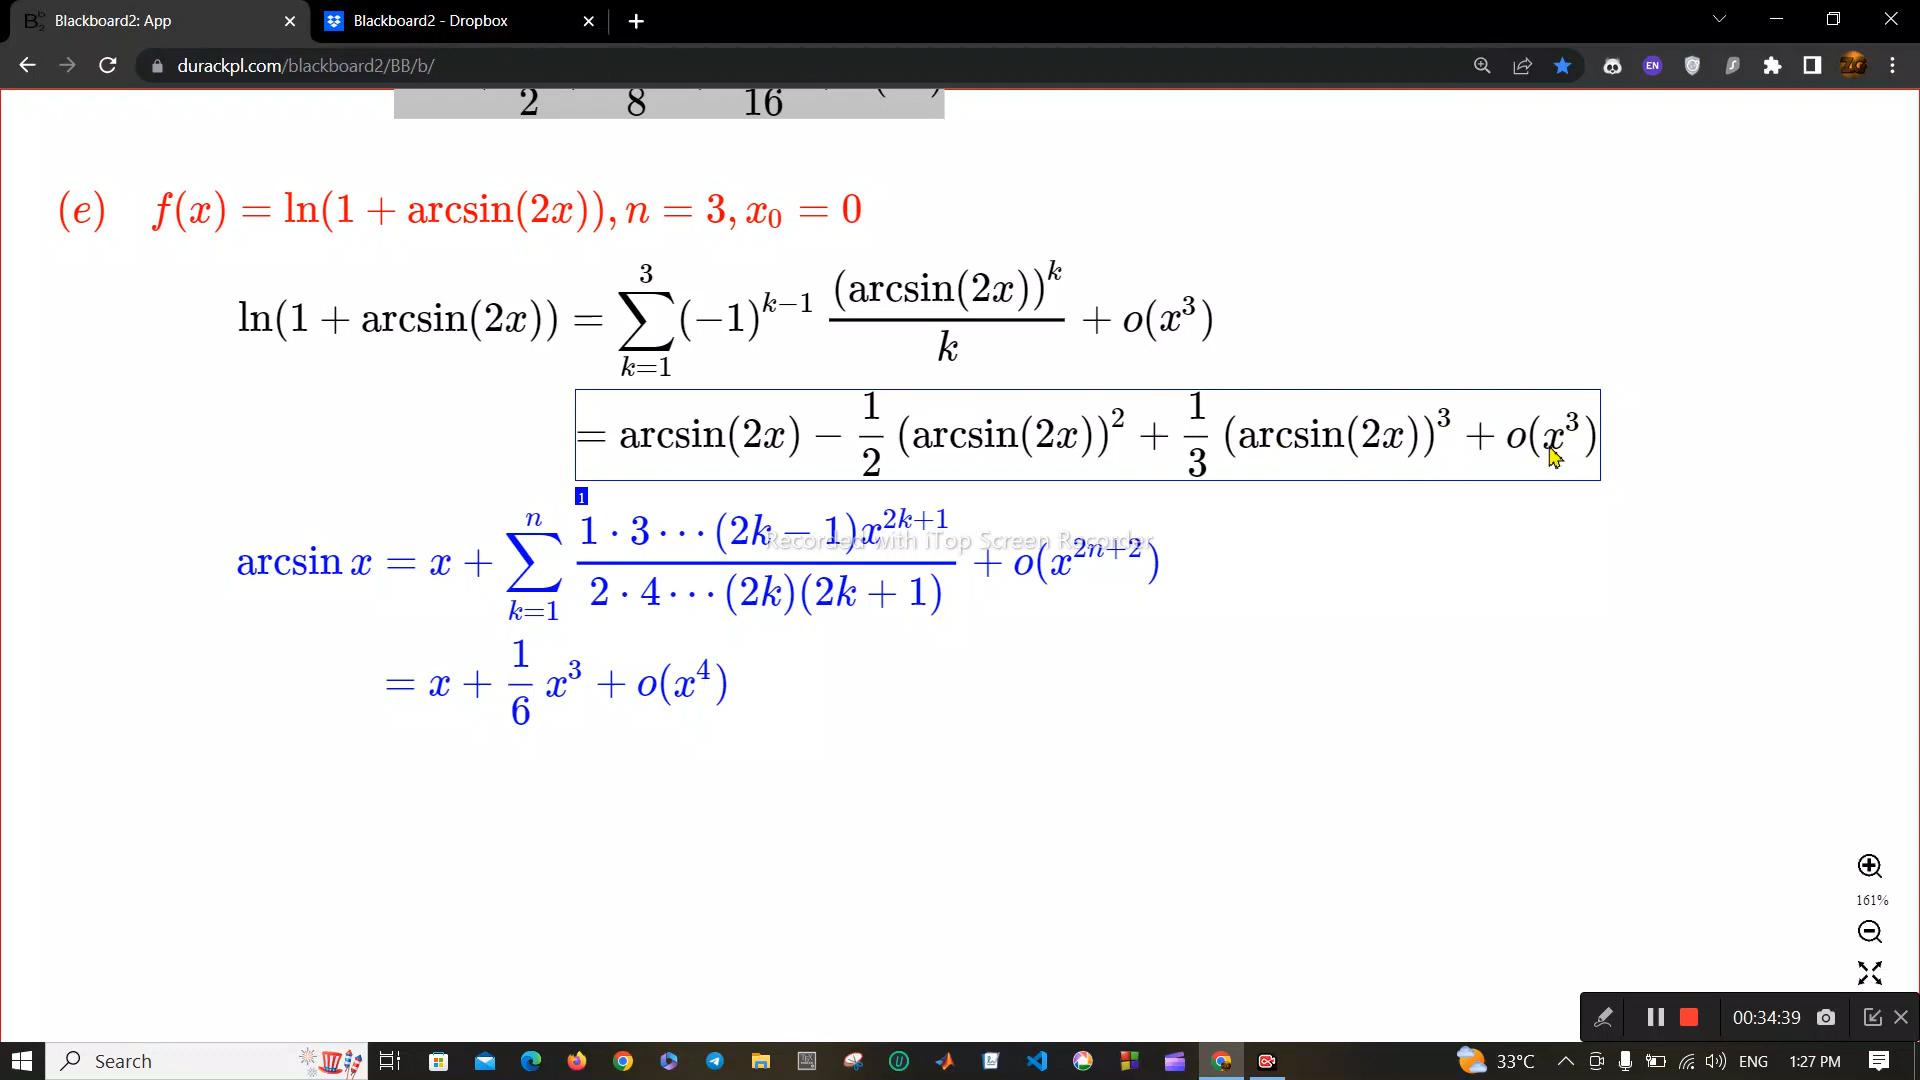 Blackboard2: App
Blackboard2 - Dropbox
durackpl.com/blackboard2/BB/b/
EN
2 8 16
(e) f(x) = ln(1 + arcsin(2x)), n = 3, x₀ = 0
ln(1 + arcsin(2x)) = ∑_{k=1}^{3} (−1)^{k−1} (arcsin(2x))^k / k + o(x³)
= arcsin(2x) − 1/2 (arcsin(2x))² + 1/3 (arcsin(2x))³ + o(x³)
1
arcsin x = x + ∑_{k=1}^{n} 1 · 3 ⋯ (2k − 1)x^{2k+1} / 2 · 4 ⋯ (2k)(2k + 1) + o(x^{2n+2})
Recorded with iTop Screen Recorder
= x + 1/6 x³ + o(x⁴)
161%
00:34:39
Search
33°C
ENG
1:27 PM